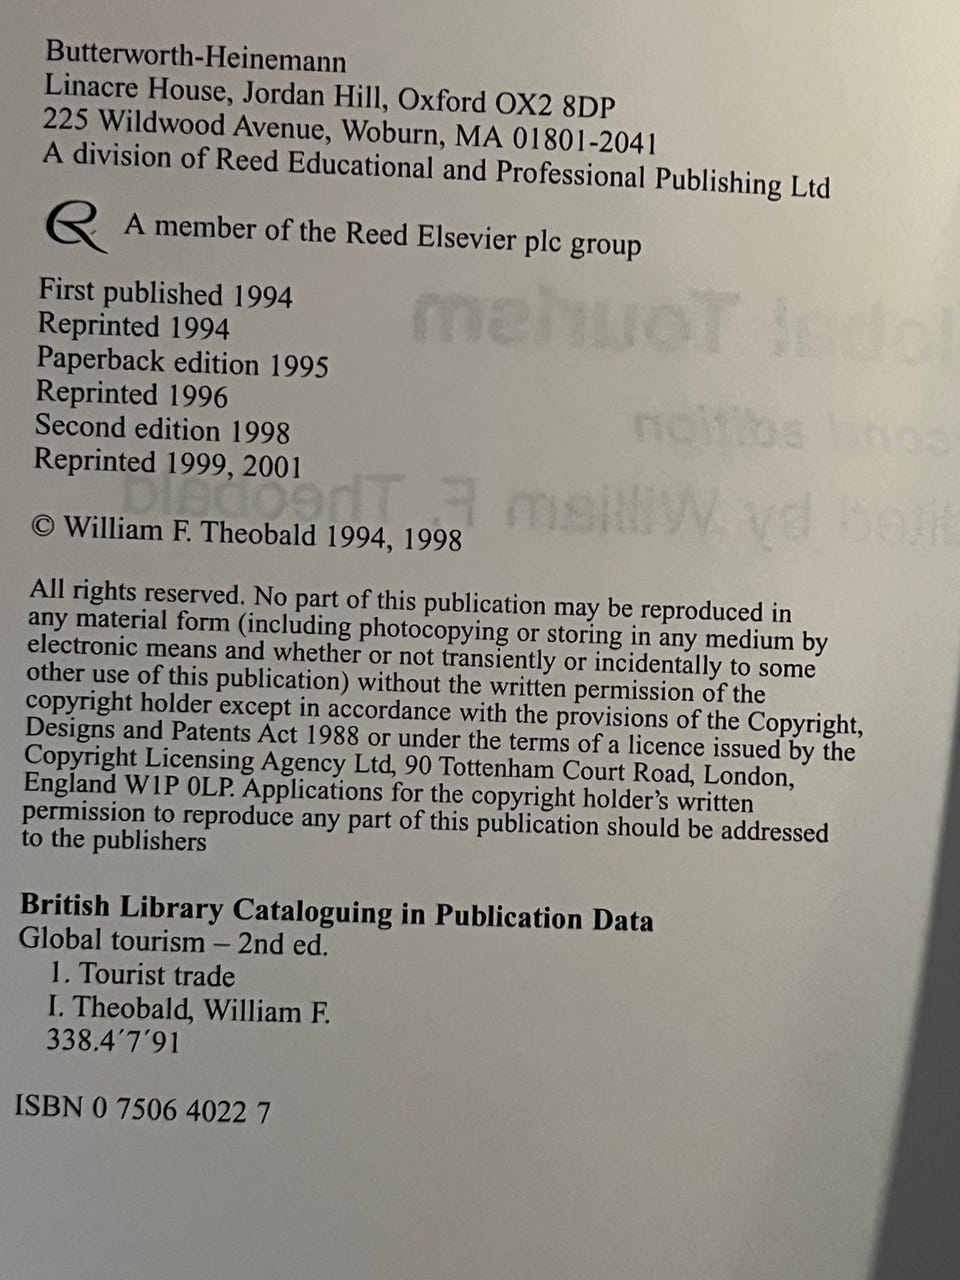 Butterworth-Heinemann
Linacre House, Jordan Hill, Oxford OX2 8DP
225 Wildwood Avenue, Woburn, MA 01801-2041
A division of Reed Educational and Professional Publishing Ltd
A member of the Reed Elsevier plc group
First published 1994
Reprinted 1994
Paperback edition 1995
Reprinted 1996
Second edition 1998
Reprinted 1999, 2001
© William F. Theobald 1994, 1998
All rights reserved. No part of this publication may be reproduced in
any material form (including photocopying or storing in any medium by
electronic means and whether or not transiently or incidentally to some
other use of this publication) without the written permission of the
copyright holder except in accordance with the provisions of the Copyright,
Designs and Patents Act 1988 or under the terms of a licence issued by the
Copyright Licensing Agency Ltd, 90 Tottenham Court Road, London,
England W1P 0LP. Applications for the copyright holder's written
permission to reproduce any part of this publication should be addressed
to the publishers
British Library Cataloguing in Publication Data
Global tourism – 2nd ed.
1. Tourist trade
I. Theobald, William F.
338.4′7′91
ISBN 0 7506 4022 7